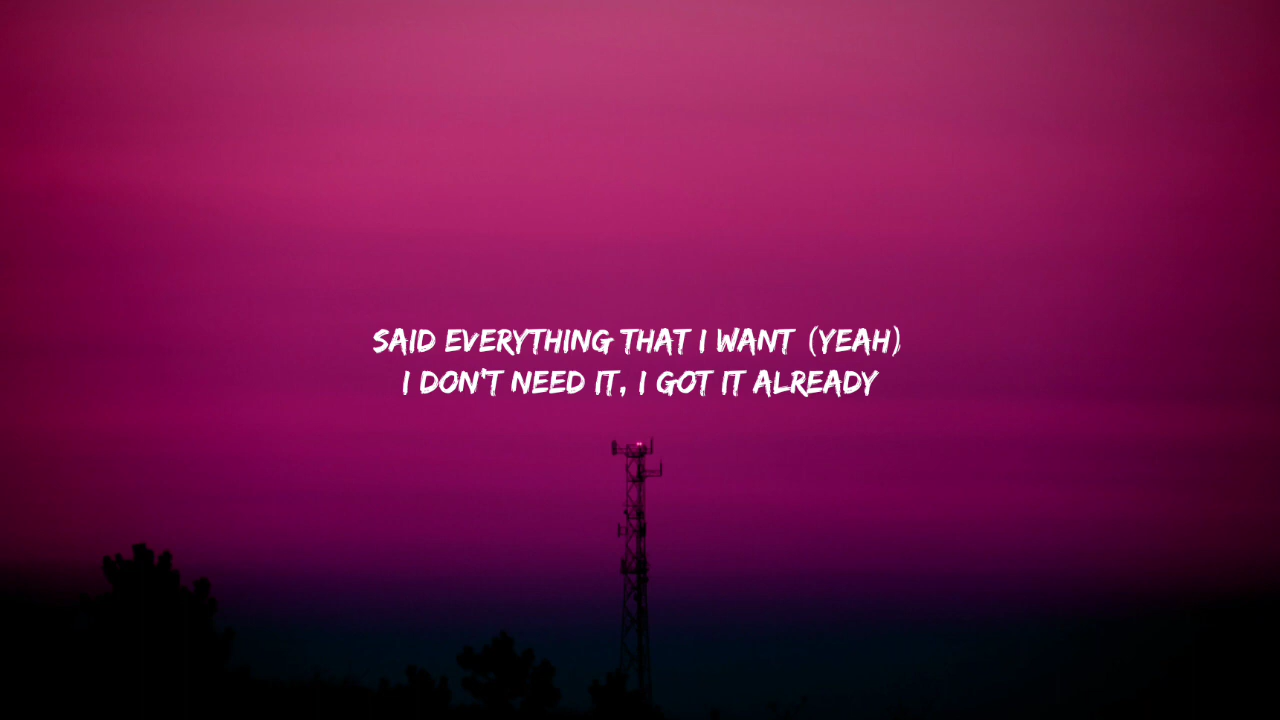 SAID EVERYTHING THAT I WANT (YEAH)
I DON'T NEED IT, I GOT IT ALREADY